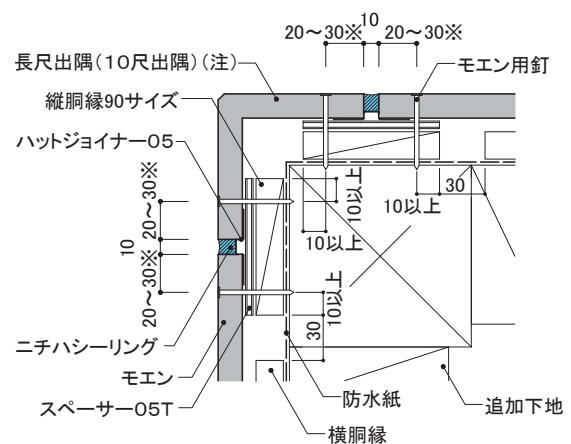 10
20～30※ 20～30※
長尺出隅(10尺出隅)(注)
モエン用釘
縦胴縁90サイズ
ハットジョイナー05
10以上
30
10以上
10以上
20～30※
10
20～30※
10以上
30
ニチハシーリング
モエン
スペーサー05T
防水紙
追加下地
横胴縁